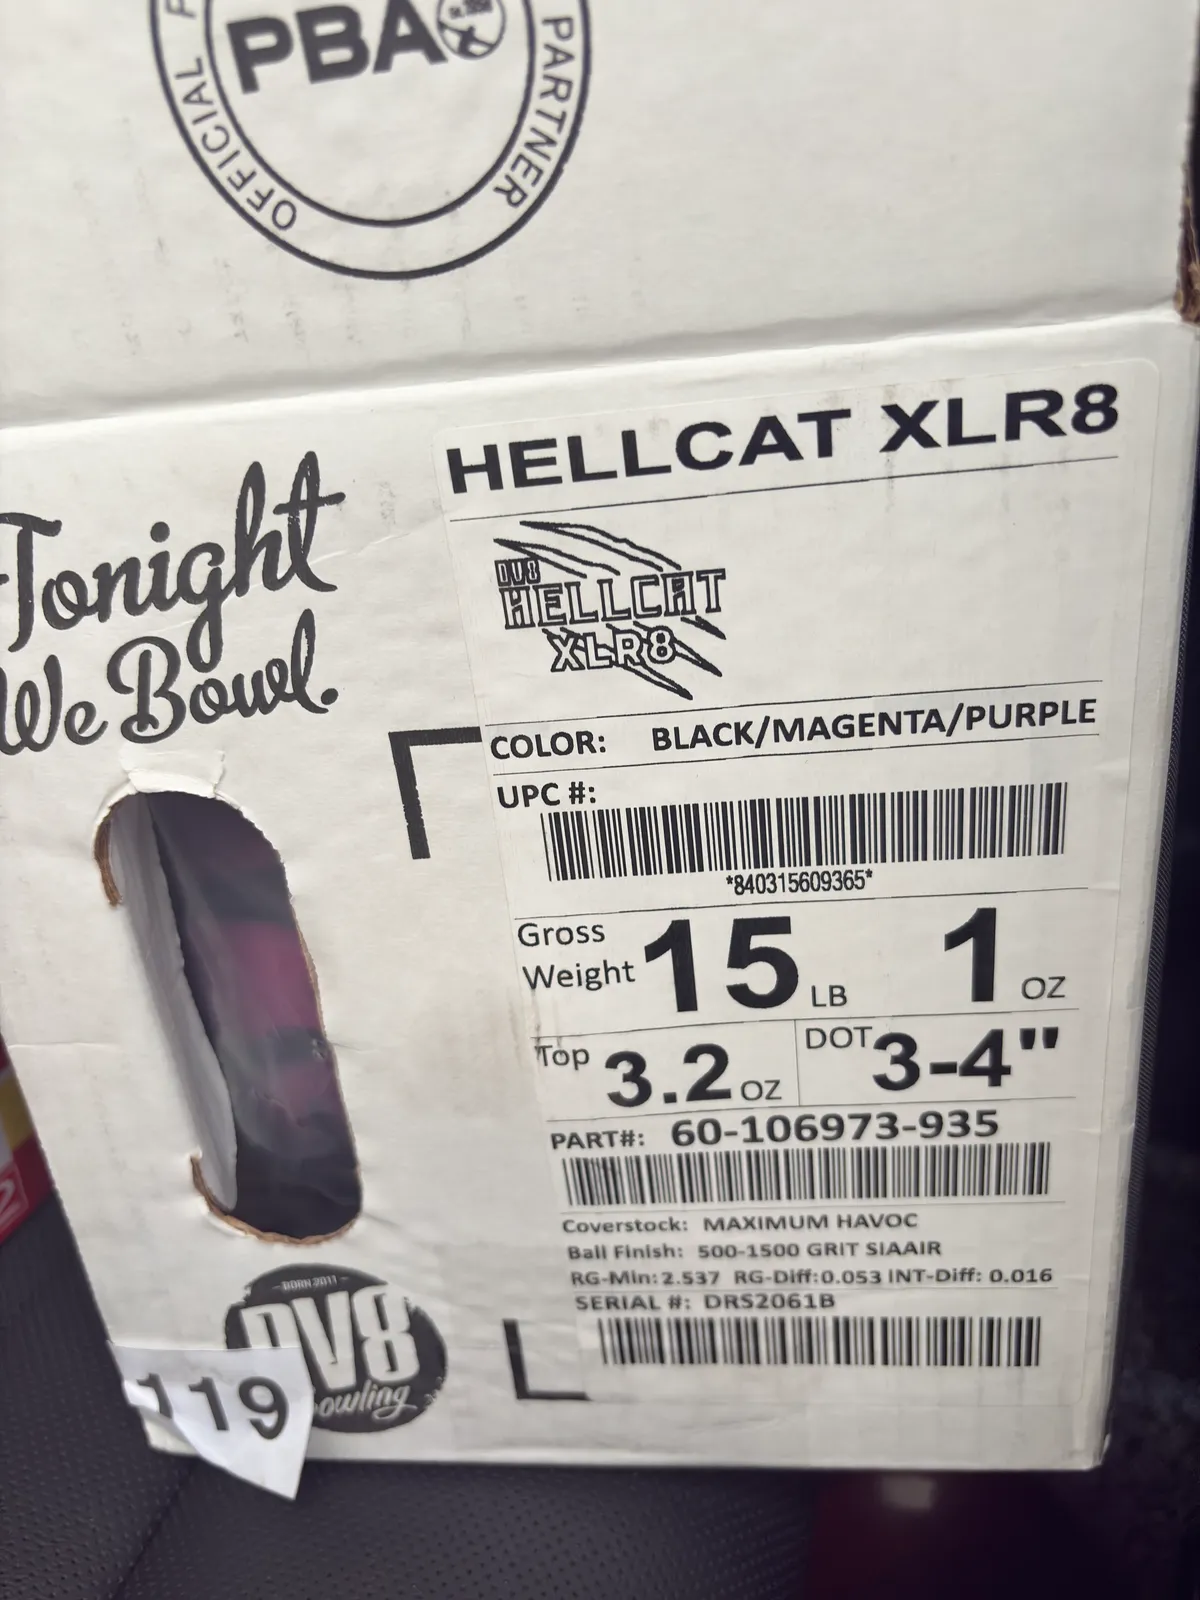 OFFICIAL
PBA
PARTNER
HELLCAT XLR8
DV8
HELLCAT
XLR8
Tonight
We Bowl.
COLOR: BLACK/MAGENTA/PURPLE
UPC #:
*840315609365*
Gross
Weight 15 LB 1 OZ
Top 3.2 OZ DOT 3-4"
PART#: 60-106973-935
Coverstock: MAXIMUM HAVOC
Ball Finish: 500-1500 GRIT SIAAIR
RG-Min: 2.537 RG-Diff: 0.053 INT-Diff: 0.016
SERIAL #: DRS2061B
BORN 2011
DV8
owling
119
2